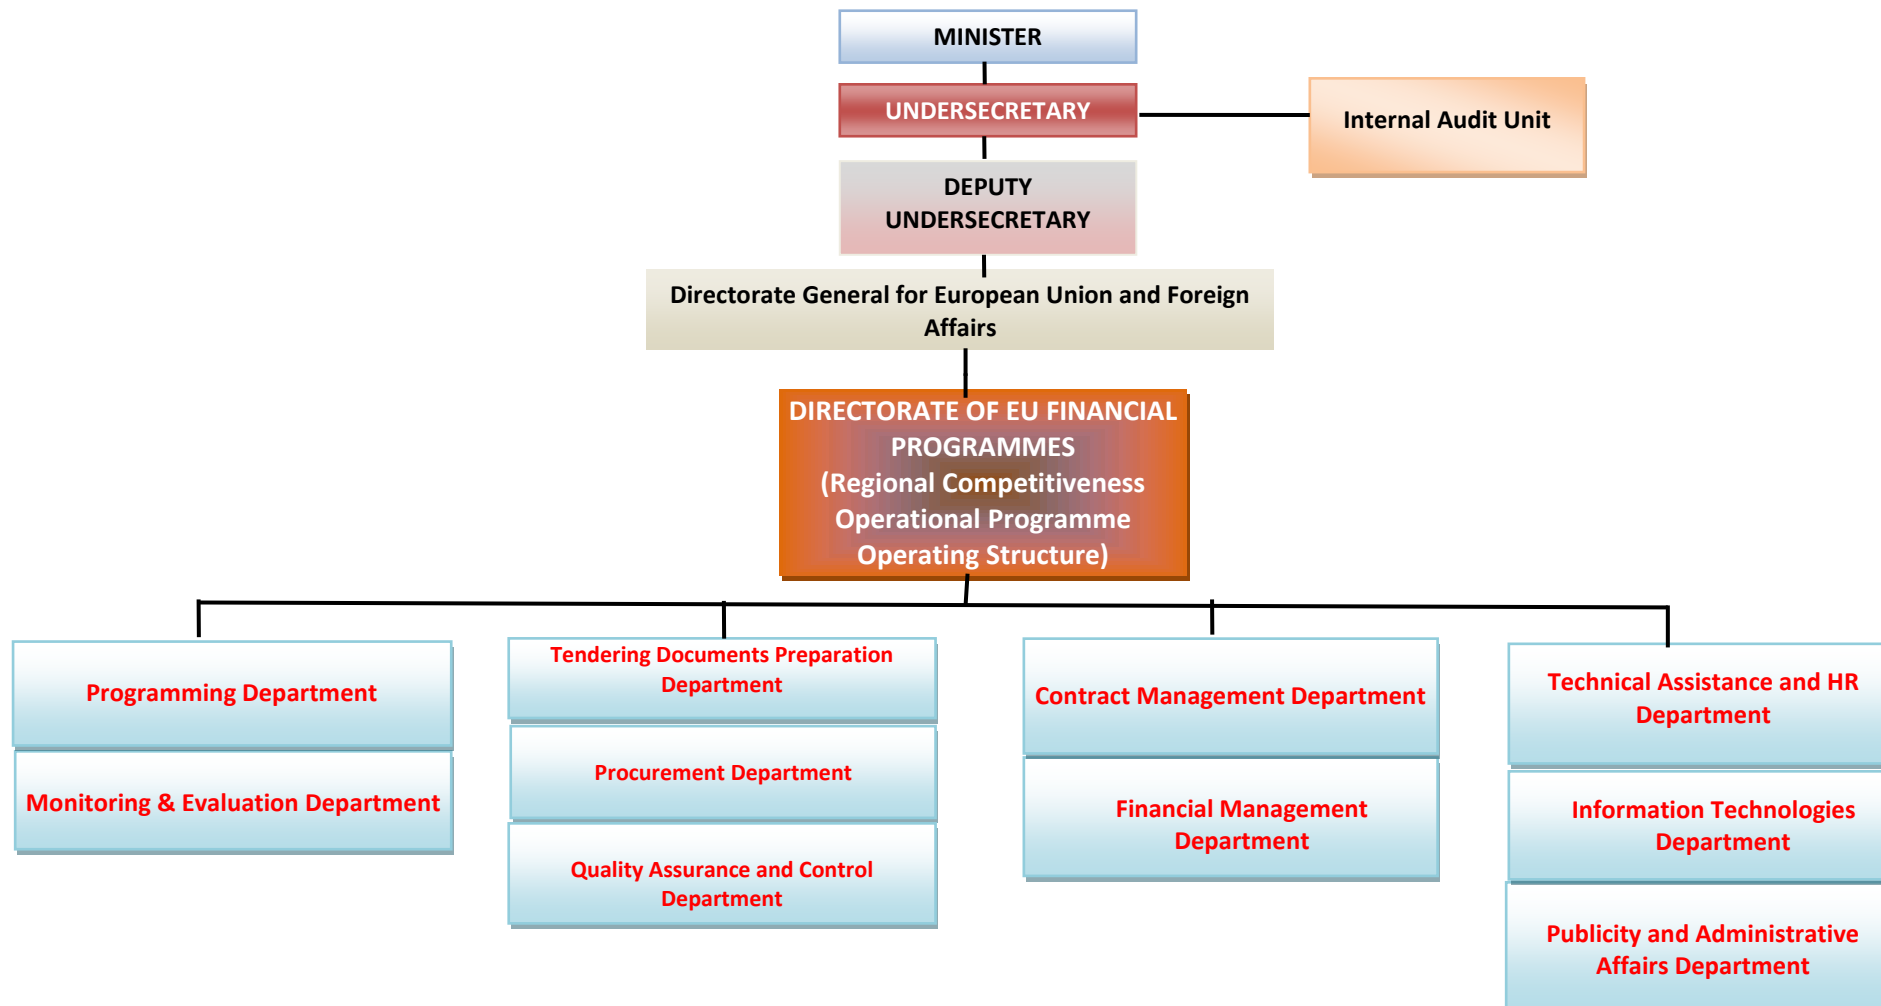 MINISTER
UNDERSECRETARY
Internal Audit Unit
DEPUTY
UNDERSECRETARY
Directorate General for European Union and Foreign
Affairs
DIRECTORATE OF EU FINANCIAL
PROGRAMMES
(Regional Competitiveness
Operational Programme
Operating Structure)
Programming Department
Monitoring & Evaluation Department
Tendering Documents Preparation
Department
Procurement Department
Quality Assurance and Control
Department
Contract Management Department
Financial Management
Department
Technical Assistance and HR
Department
Information Technologies
Department
Publicity and Administrative
Affairs Department